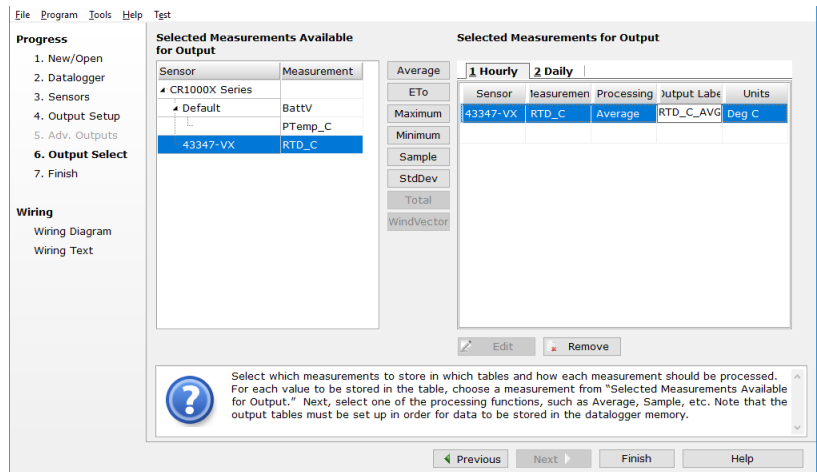 File Program Tools Help Test
Progress
1. New/Open
2. Datalogger
3. Sensors
4. Output Setup
5. Adv. Outputs
6. Output Select
7. Finish
Wiring
Wiring Diagram
Wiring Text
Selected Measurements Available
for Output
Sensor Measurement
CR1000X Series
Default BattV
PTemp_C
43347-VX RTD_C
Average
ETo
Maximum
Minimum
Sample
StdDev
Total
WindVector
Selected Measurements for Output
1 Hourly 2 Daily
Sensor Measuremen Processing Output Labe Units
43347-VX RTD_C Average RTD_C_AVG Deg C
Edit Remove
Select which measurements to store in which tables and how each measurement should be processed.
For each value to be stored in the table, choose a measurement from “Selected Measurements Available
for Output.” Next, select one of the processing functions, such as Average, Sample, etc. Note that the
output tables must be set up in order for data to be stored in the datalogger memory.
Previous Next Finish Help